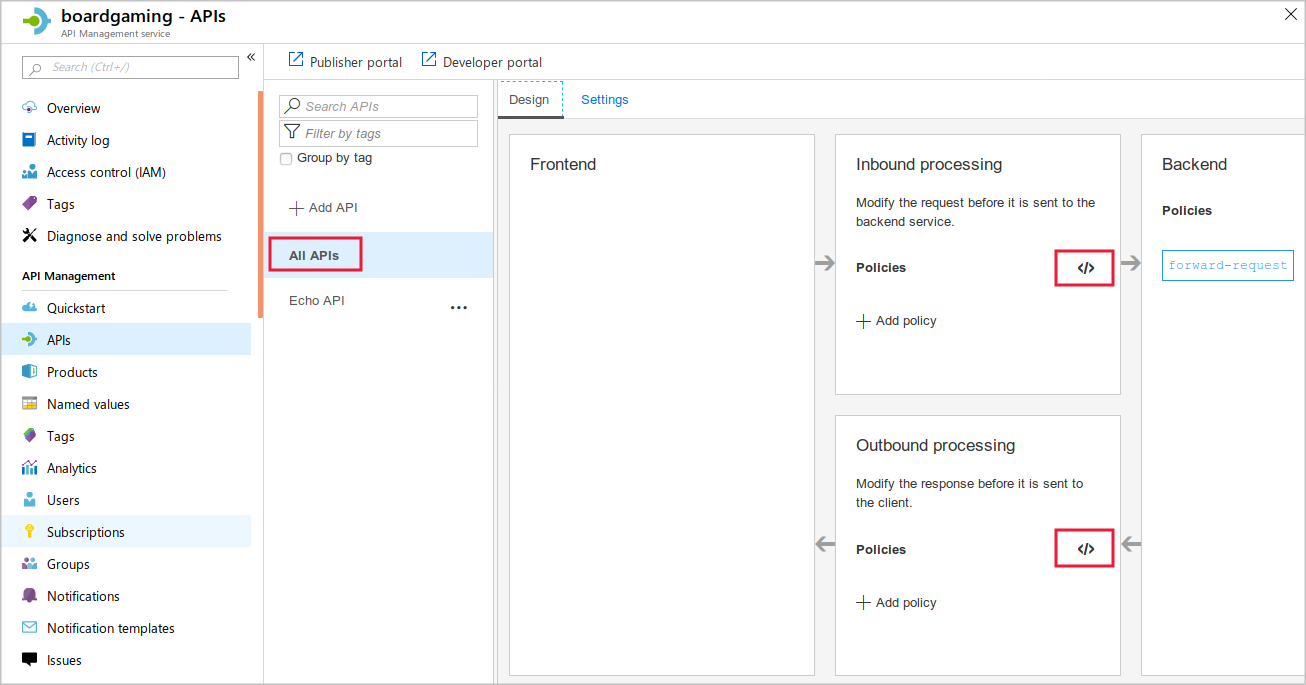 boardgaming - APIs
API Management service
Search (Ctrl+/)
Overview
Activity log
Access control (IAM)
Tags
Diagnose and solve problems
API Management
Quickstart
APIs
Products
Named values
Tags
Analytics
Users
Subscriptions
Groups
Notifications
Notification templates
Issues
Publisher portal
Developer portal
Search APIs
Filter by tags
Group by tag
Add API
All APIs
Echo API
...
Design
Settings
Frontend
Inbound processing
Modify the request before it is sent to the
backend service.
Policies
</>
Add policy
Outbound processing
Modify the response before it is sent to
the client.
Policies
</>
Add policy
Backend
Policies
forward-request